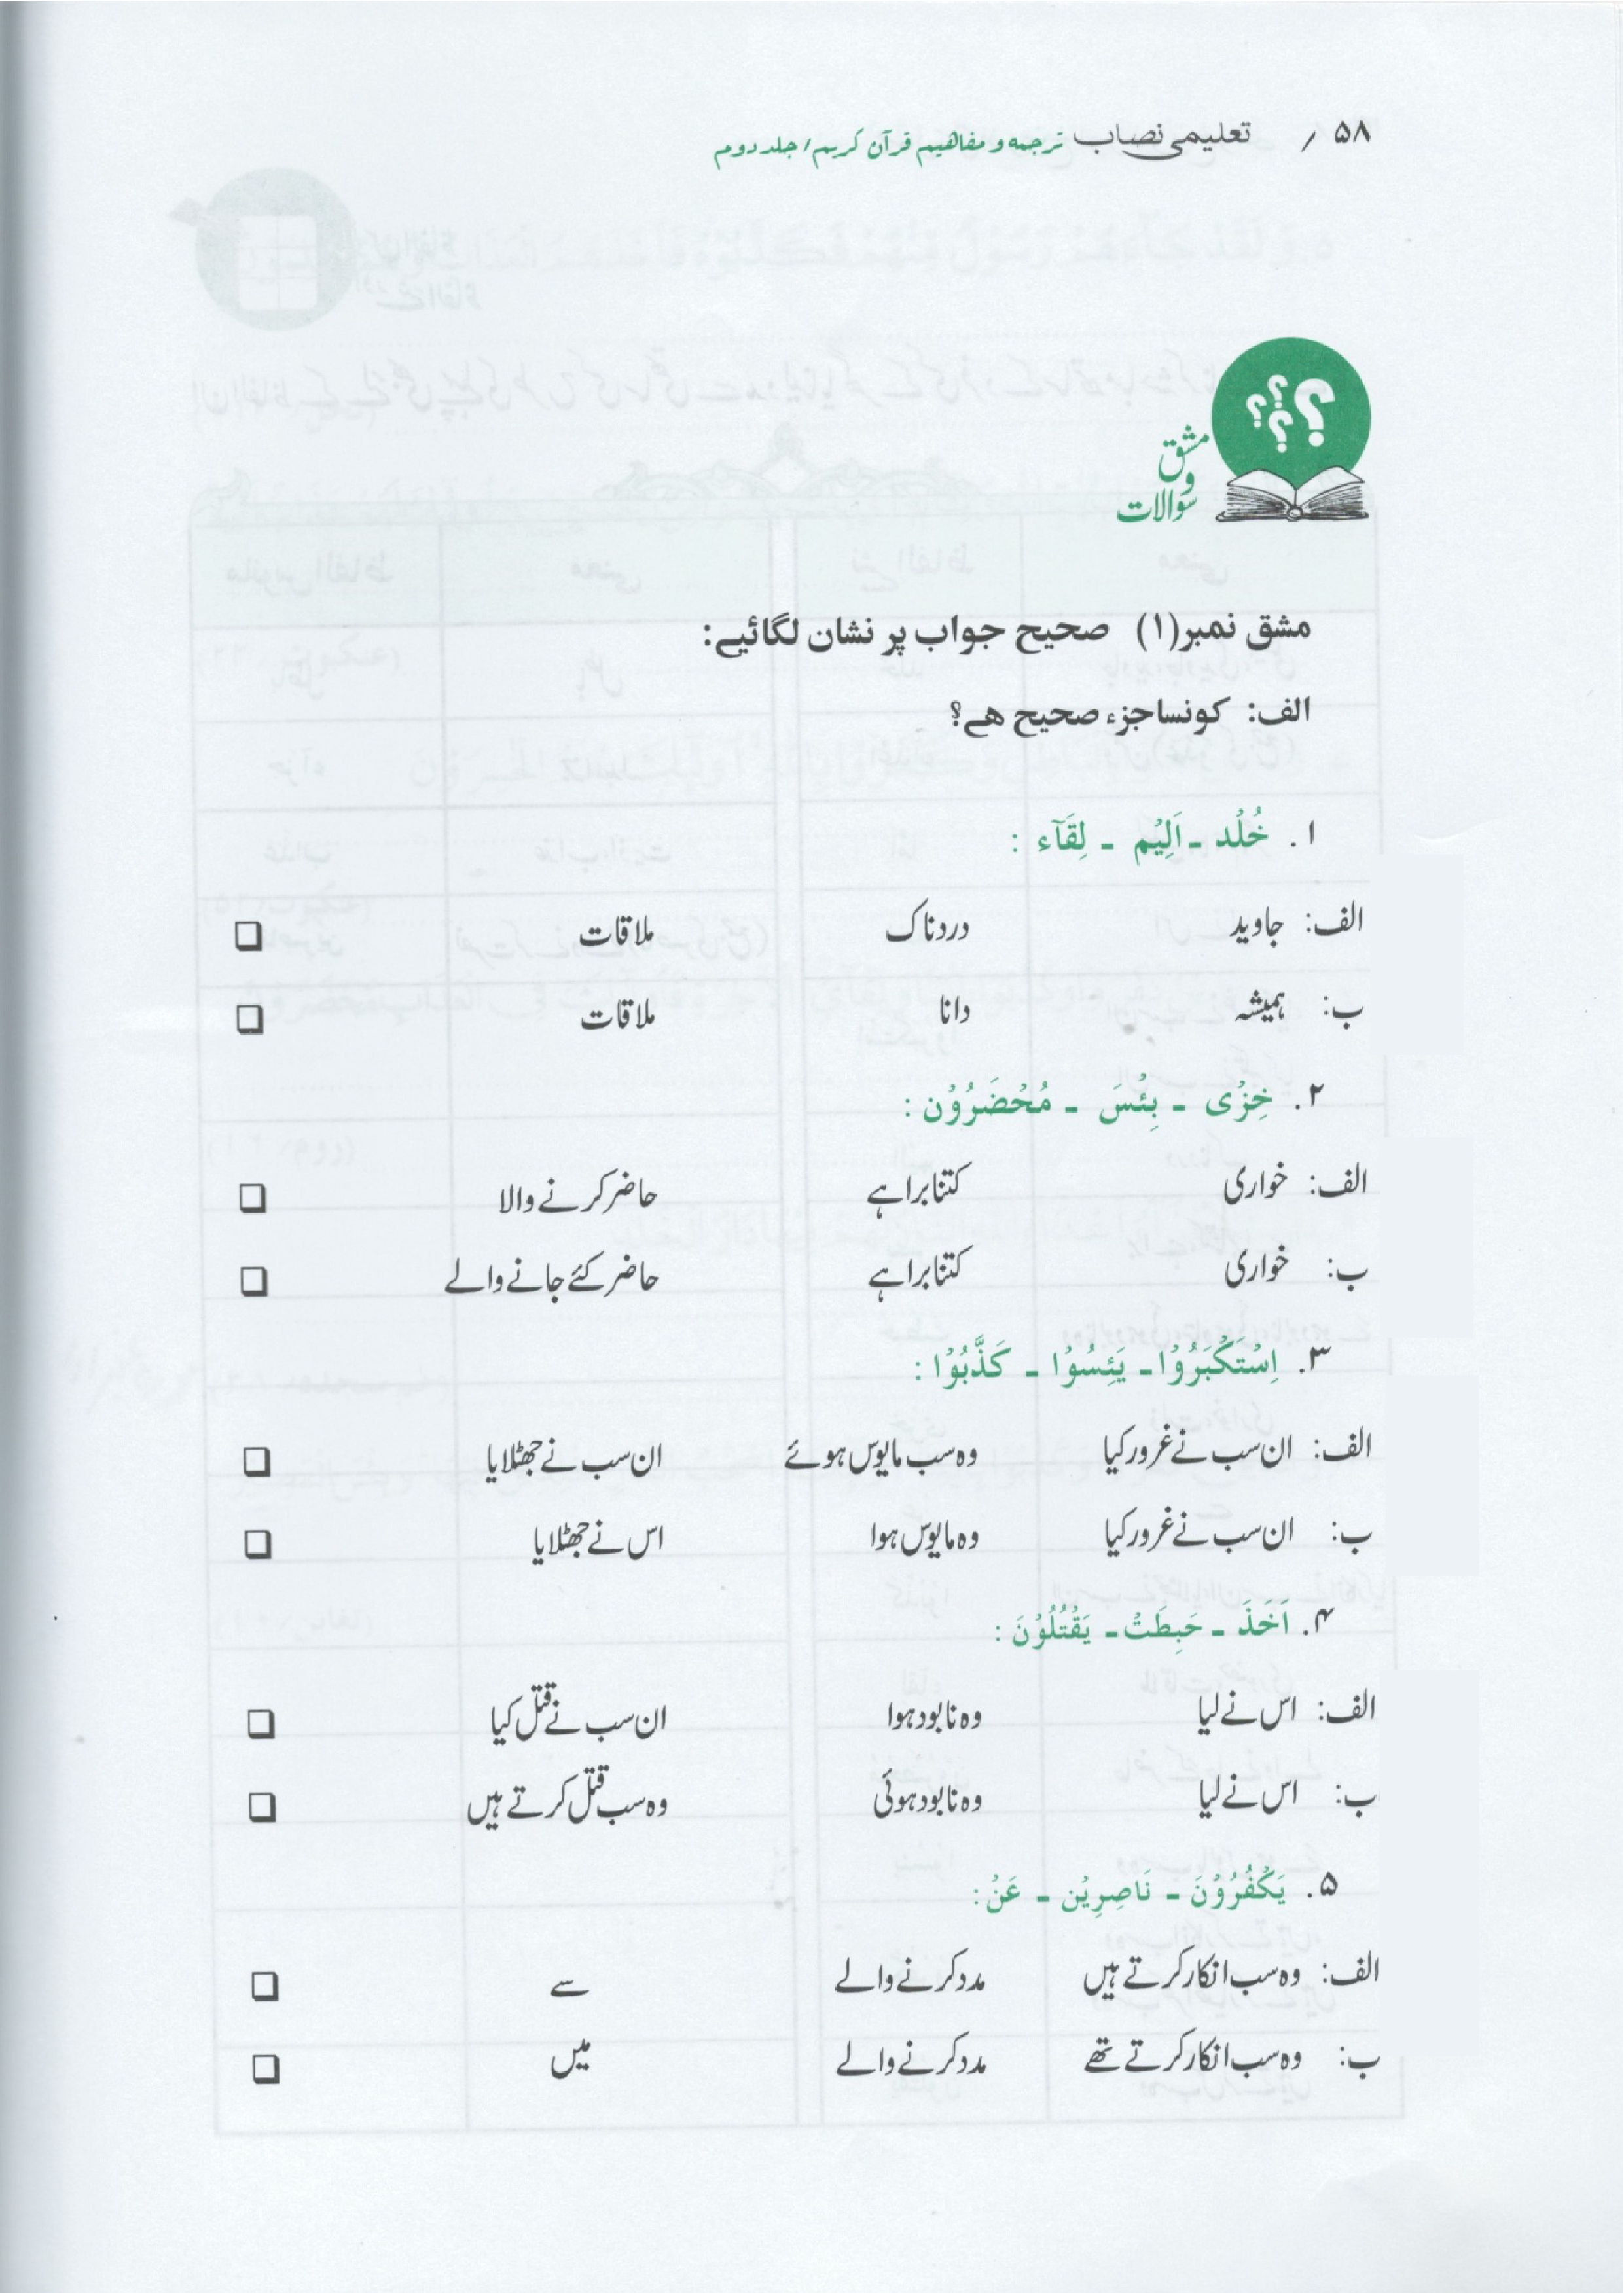 ۵۸ / تعلیمی نصاب ترجمه و مفاهیم قرآن کریم / جلد دوم
؟؟؟؟
مشق
و
سوالات
مشق نمبر(۱) صحیح جواب پر نشان لگائیے:
الف: کونسا جزء صحیح هے؟
۱. خُلْد ـ اَلِیْم ـ لِقَآء :
الف: جاوید دردناک ملاقات ❏
ب: ہمیشہ دانا ملاقات ❏
۲. خِزْی ـ بِئْسَ ـ مُحْضَرُوْن :
الف: خواری کتنا برا ہے حاضر کرنے والا ❏
ب: خواری کتنا برا ہے حاضر کئے جانے والے ❏
۳. اِسْتَکْبَرُوْا ـ یَئِسُوْا ـ کَذَّبُوْا :
الف: ان سب نے غرور کیا وہ سب مایوس ہوئے ان سب نے جھٹلایا ❏
ب: ان سب نے غرور کیا وہ مایوس ہوا اس نے جھٹلایا ❏
۴. اَخَذَ ـ حَبِطَتْ ـ یَقْتُلُوْنَ :
الف: اس نے لیا وہ نابود ہوا ان سب نے قتل کیا ❏
ب: اس نے لیا وہ نابود ہوئی وہ سب قتل کرتے ہیں ❏
۵. یَکْفُرُوْنَ ـ نَاصِرِیْن ـ عَنْ :
الف: وہ سب انکار کرتے ہیں مدد کرنے والے سے ❏
ب: وہ سب انکار کرتے تھے مدد کرنے والے میں ❏